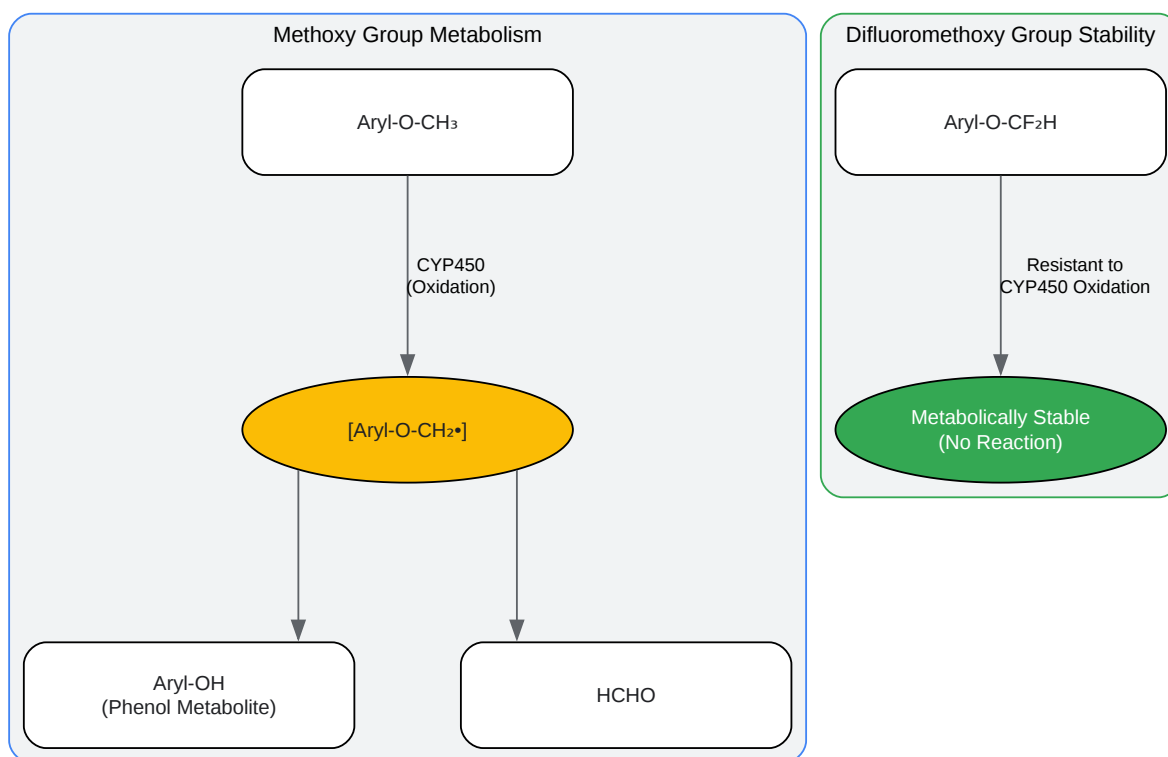 Methoxy Group Metabolism
Aryl-O-CH₃
CYP450
(Oxidation)
[Aryl-O-CH₂•]
Aryl-OH
(Phenol Metabolite)
HCHO
Difluoromethoxy Group Stability
Aryl-O-CF₂H
Resistant to
CYP450 Oxidation
Metabolically Stable
(No Reaction)